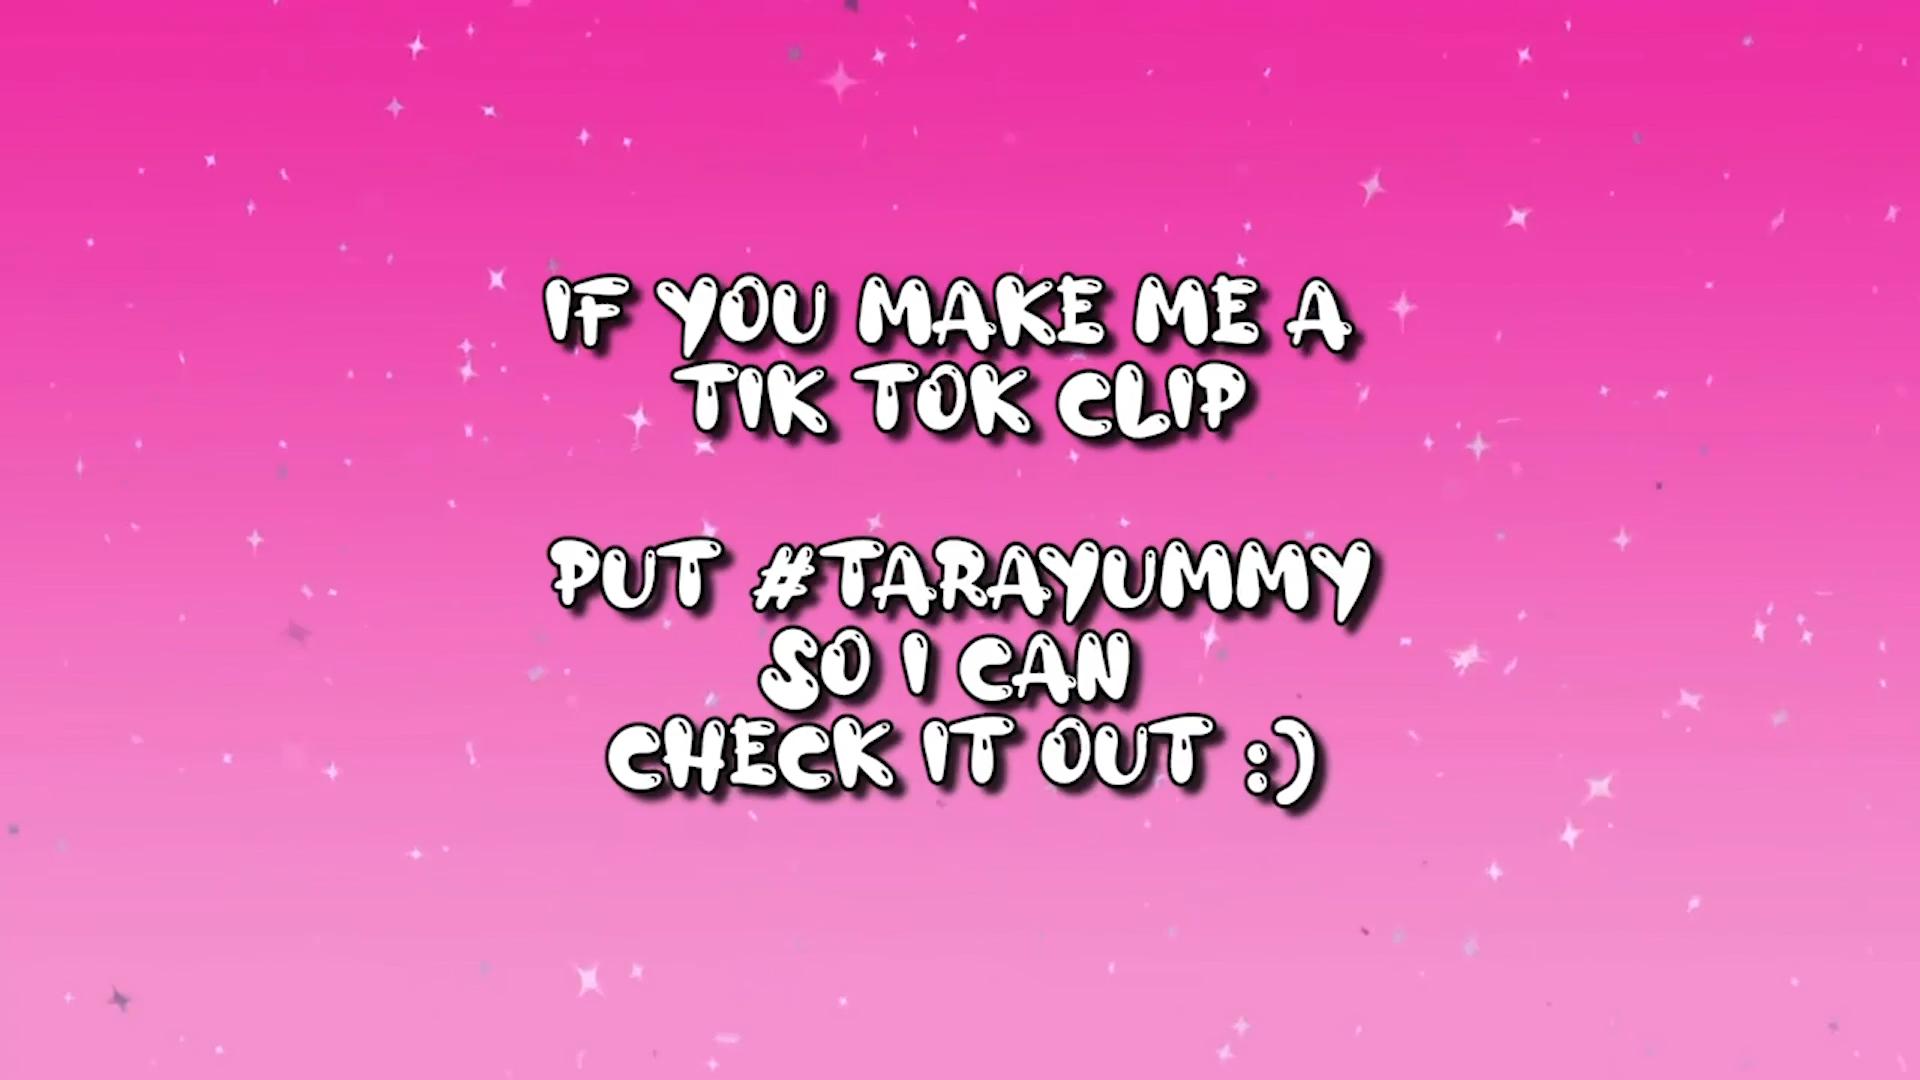 IF YOU MAKE ME A
TIK TOK CLIP
PUT #TARAYUMMY
SO I CAN
CHECK IT OUT :)